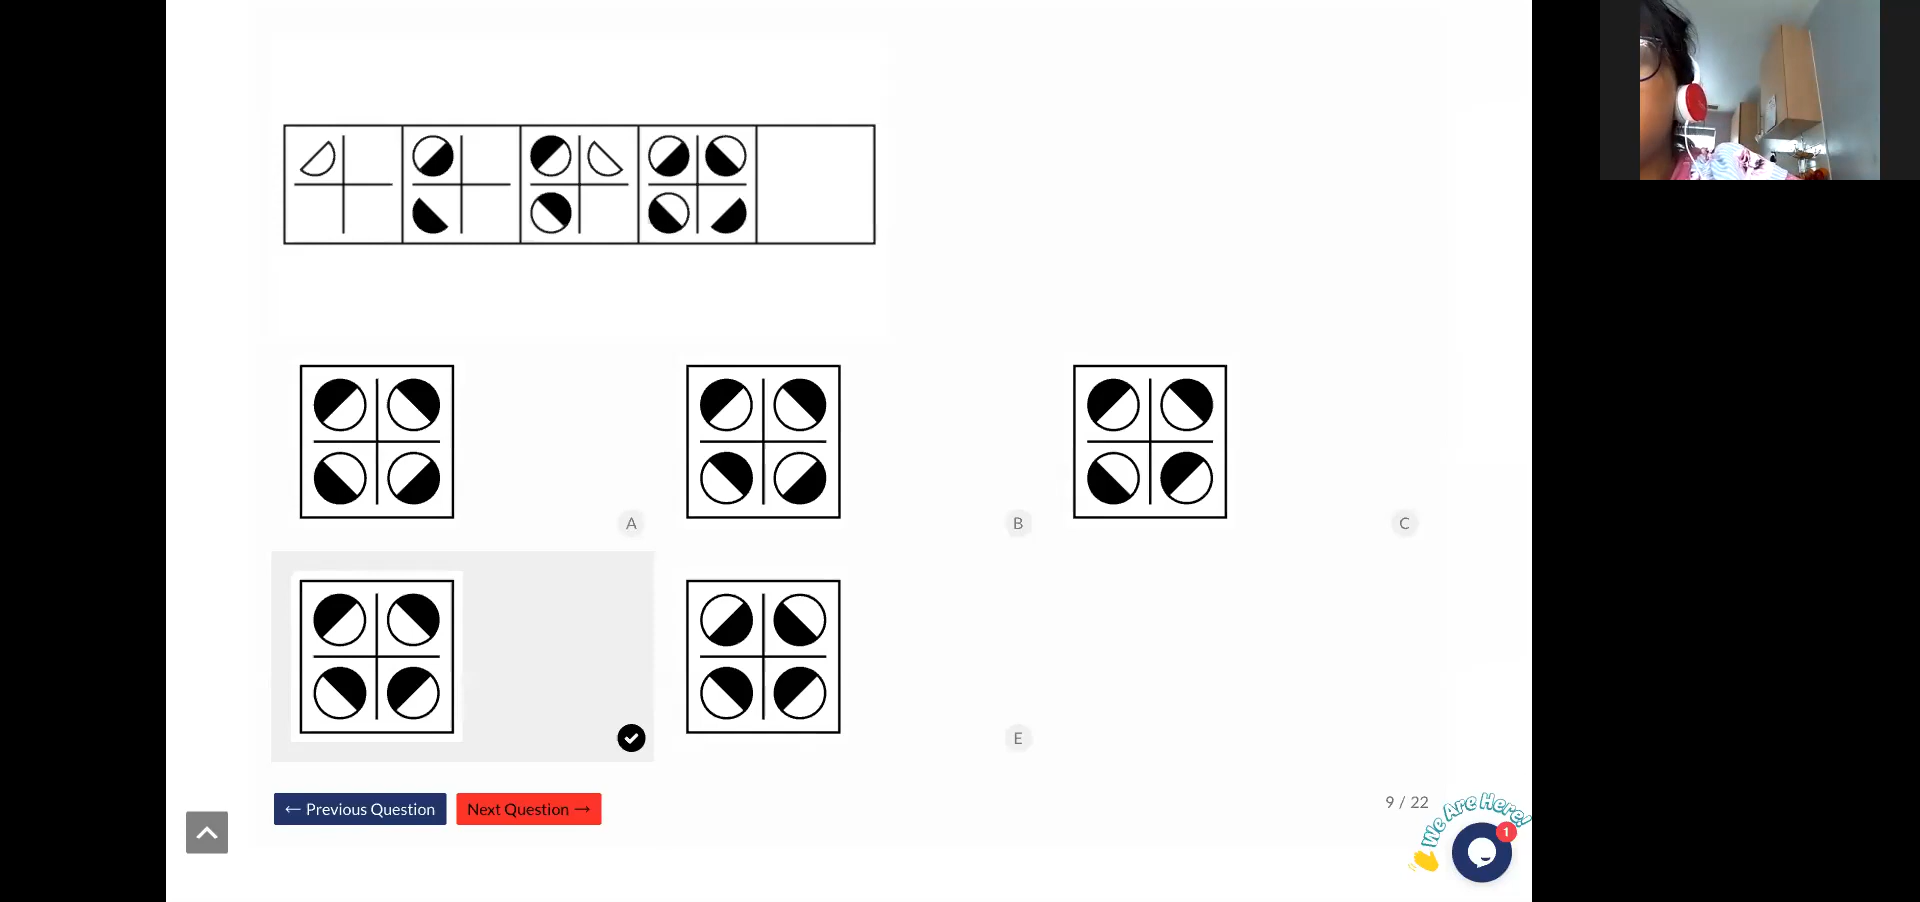 A
B
C
E
← Previous Question
Next Question →
9 / 22
We Are Here!
1